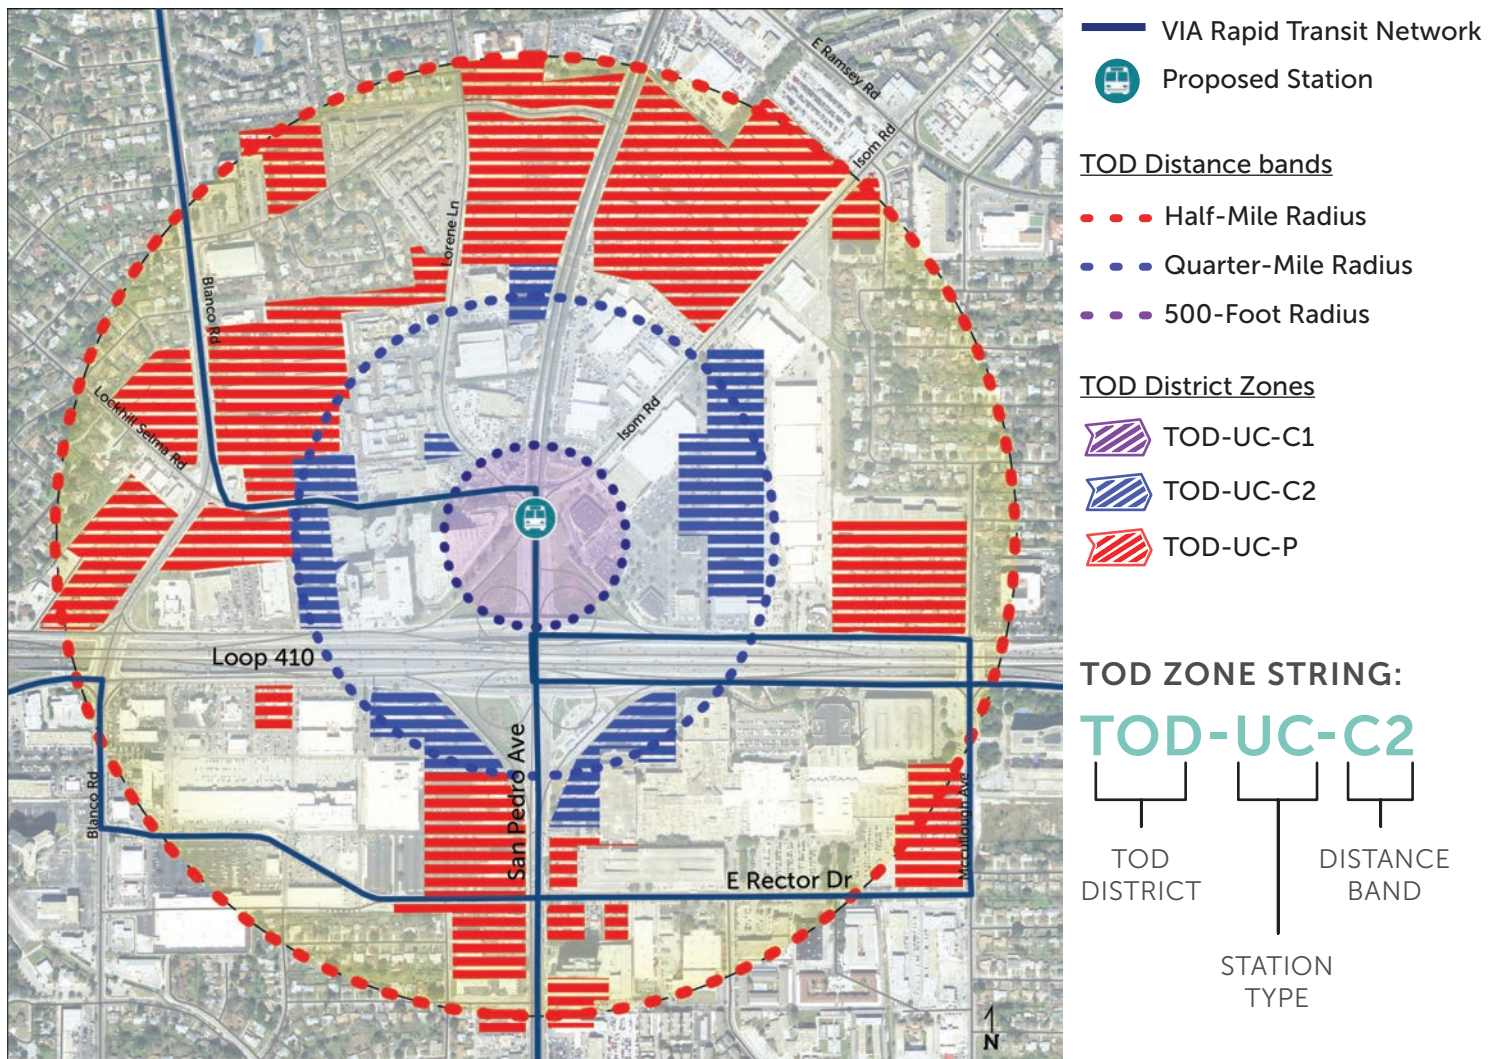 E Ramsey Rd
Isom Rd
Lorene Ln
Blanco Rd
Lockhill Selma Rd
Isom Rd
Loop 410
San Pedro Ave
Blanco Rd
Mccullough Ave
E Rector Dr
N
VIA Rapid Transit Network
Proposed Station
TOD Distance bands
Half-Mile Radius
Quarter-Mile Radius
500-Foot Radius
TOD District Zones
TOD-UC-C1
TOD-UC-C2
TOD-UC-P
TOD ZONE STRING:
TOD-UC-C2
TOD
DISTRICT
DISTANCE
BAND
STATION
TYPE